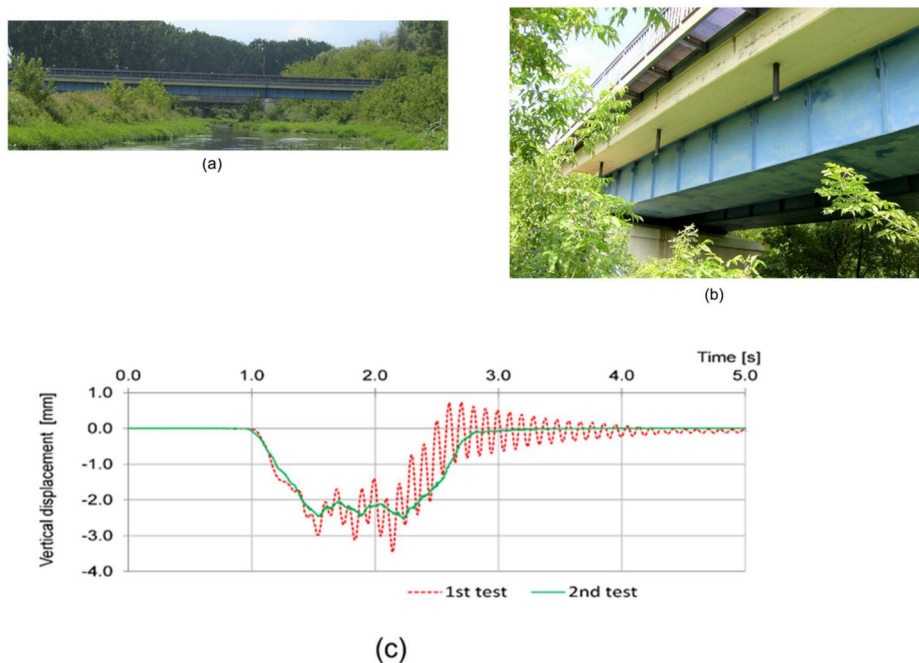 (a)
(b)
Time [s]
0.0 1.0 2.0 3.0 4.0 5.0
Vertical displacement [mm]
1.0
0.0
-1.0
-2.0
-3.0
-4.0
1st test 2nd test
(c)